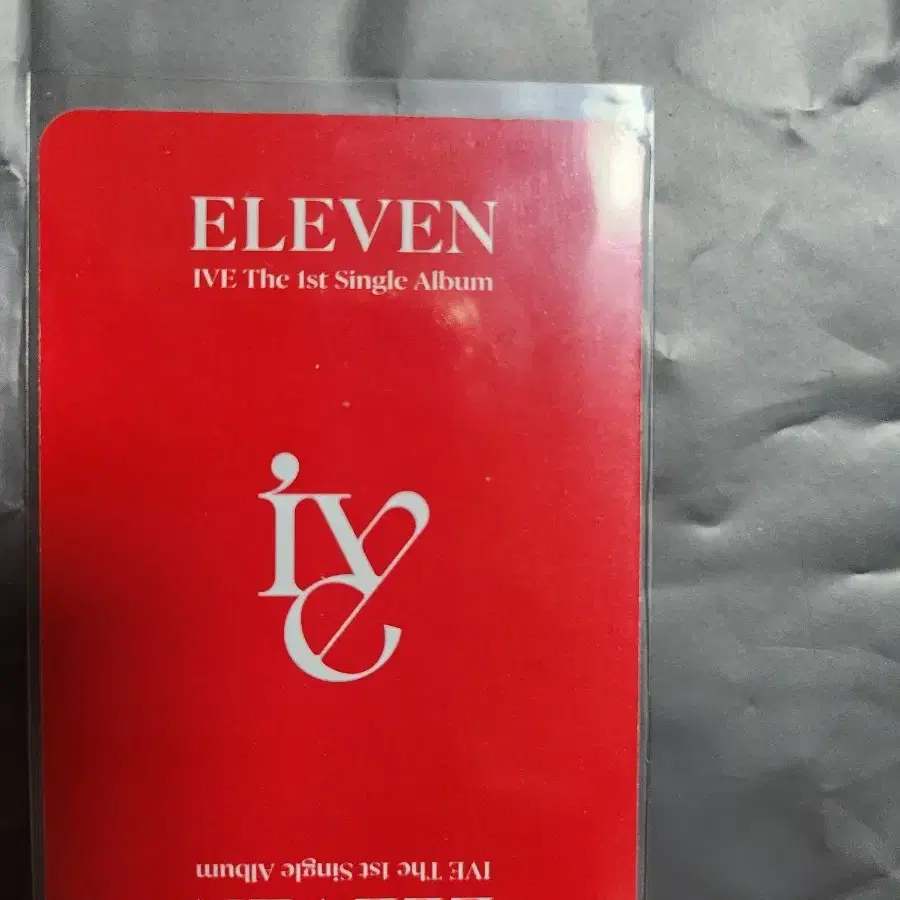 ELEVEN
IVE The 1st Single Album
ive
IVE The 1st Single Album